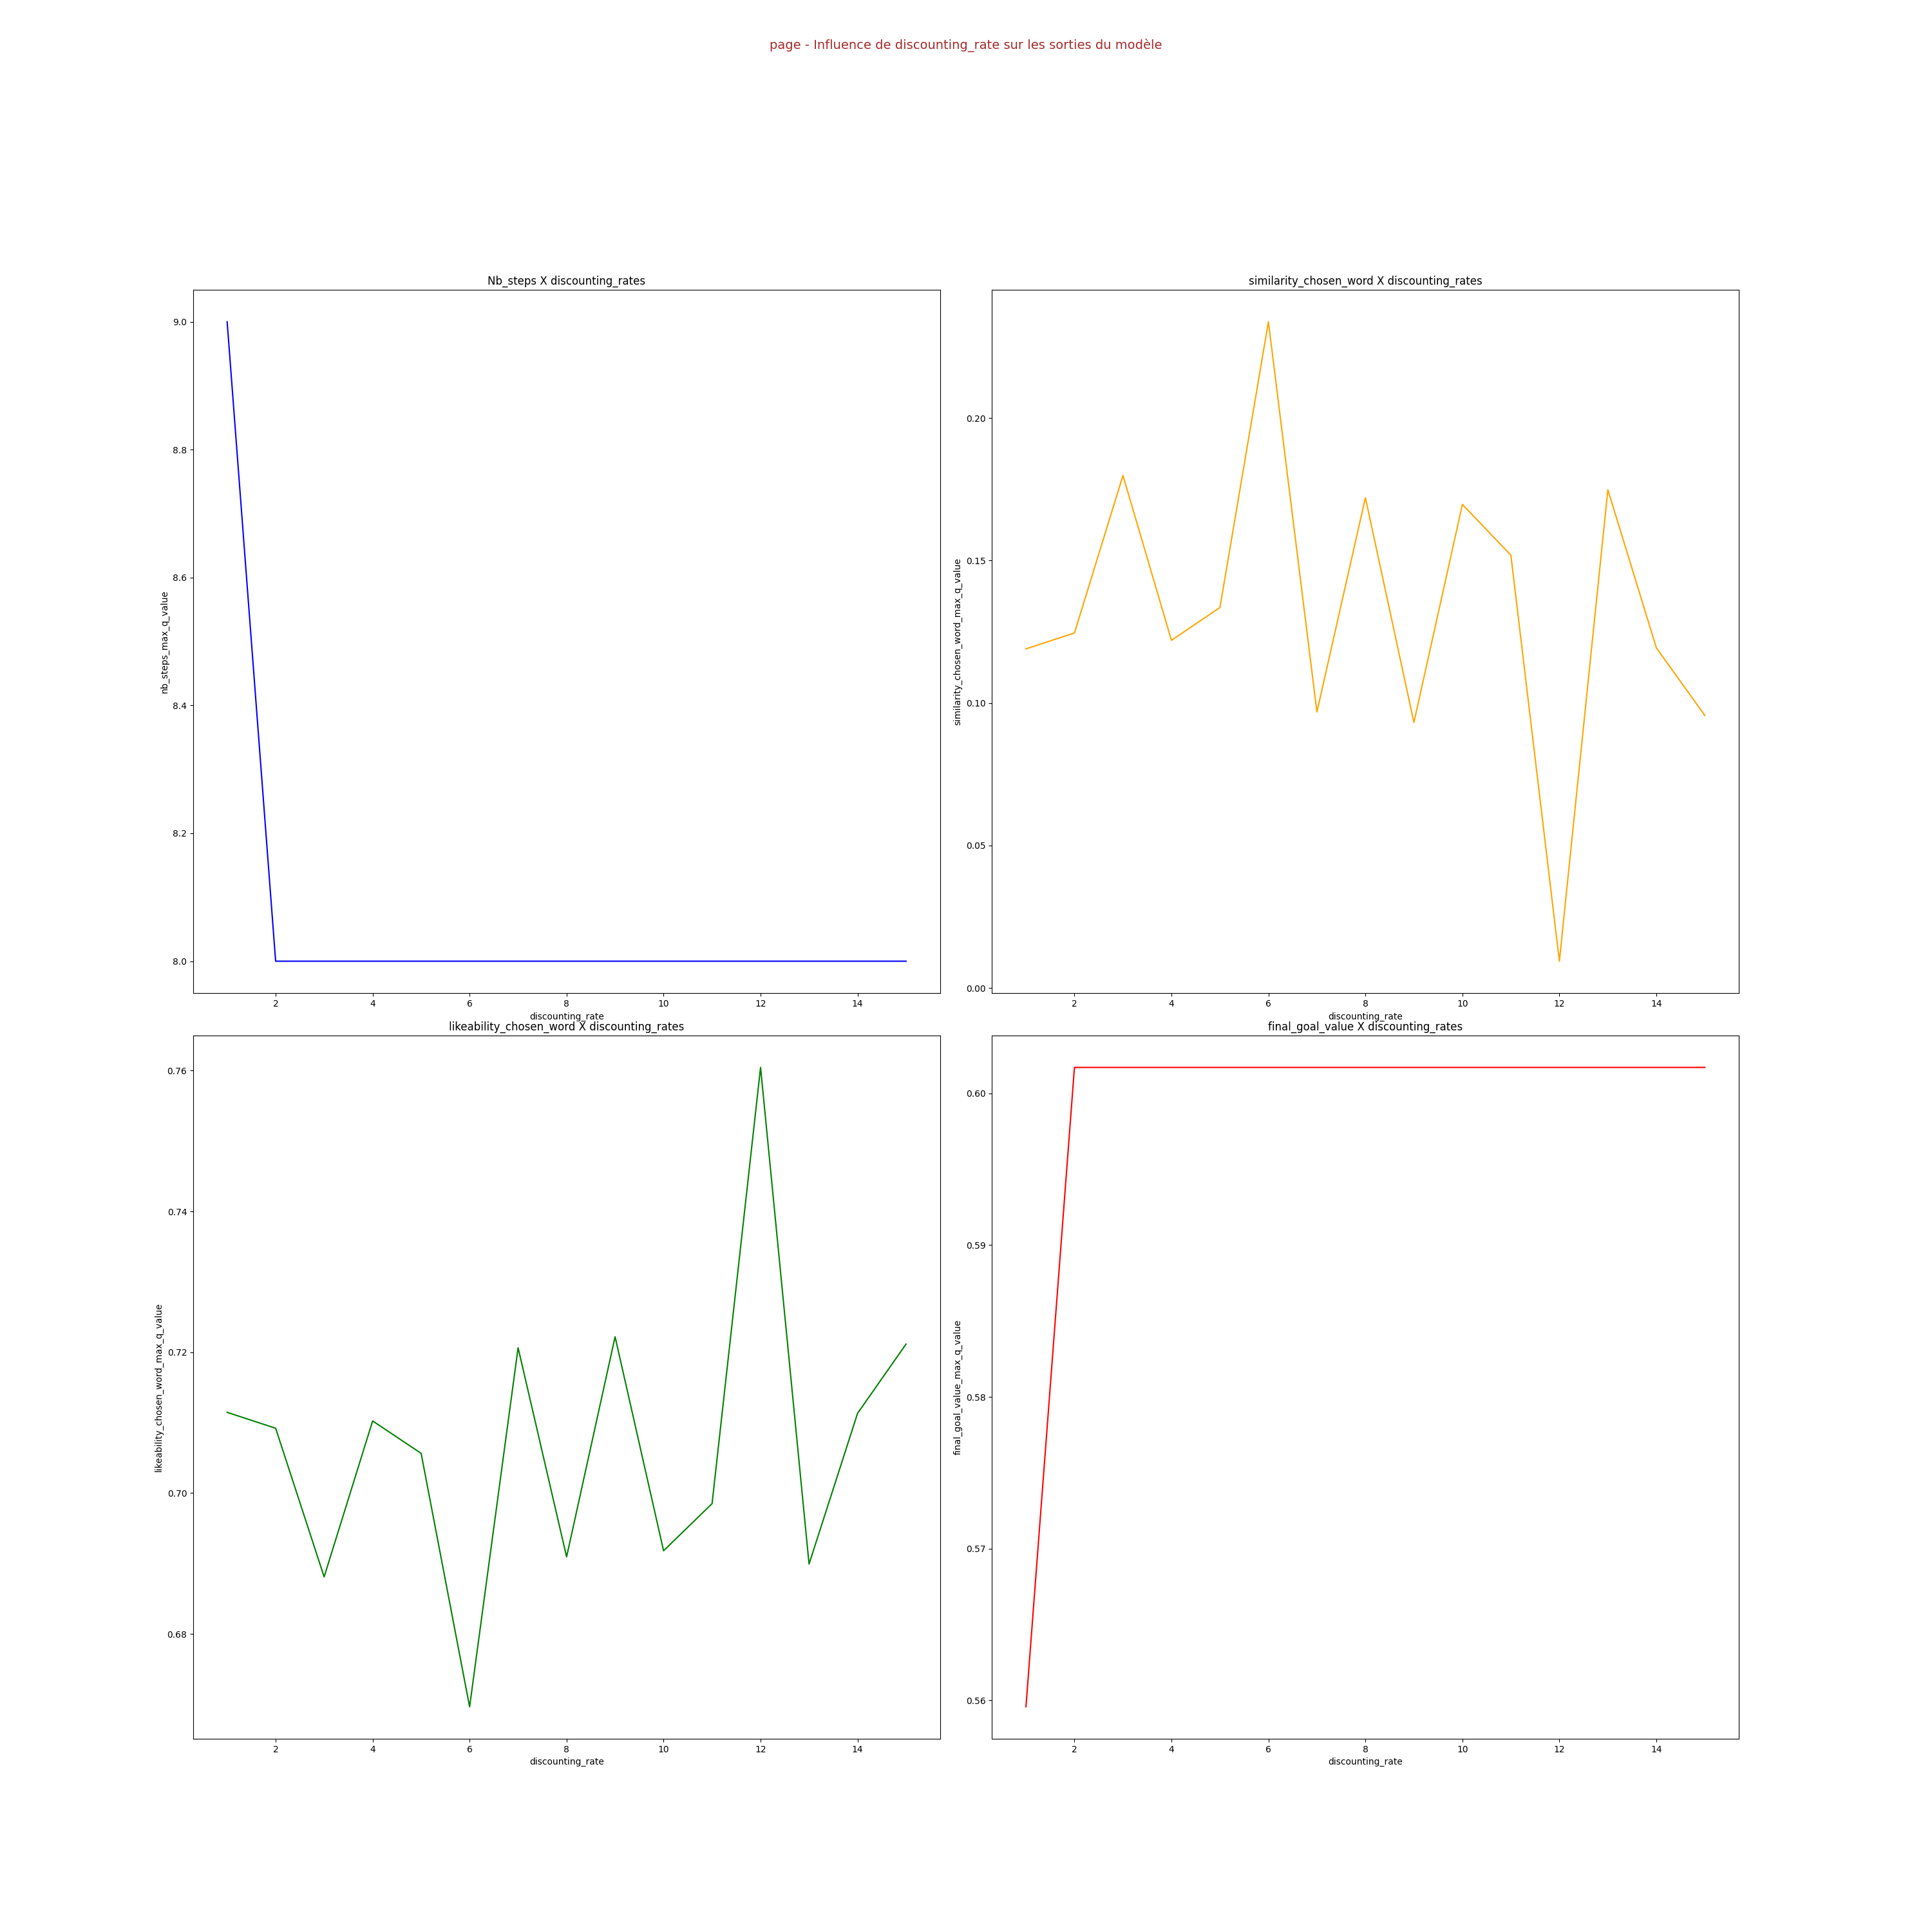 page - Influence de discounting_rate sur les sorties du modèle
Nb_steps X discounting_rates
9.0
8.8
8.6
8.4
8.2
8.0
nb_steps_max_q_value
2 4 6 8 10 12 14
discounting_rate
similarity_chosen_word X discounting_rates
0.20
0.15
0.10
0.05
0.00
similarity_chosen_word_max_q_value
2 4 6 8 10 12 14
discounting_rate
likeability_chosen_word X discounting_rates
0.76
0.74
0.72
0.70
0.68
likeability_chosen_word_max_q_value
2 4 6 8 10 12 14
discounting_rate
final_goal_value X discounting_rates
0.60
0.59
0.58
0.57
0.56
final_goal_value_max_q_value
2 4 6 8 10 12 14
discounting_rate